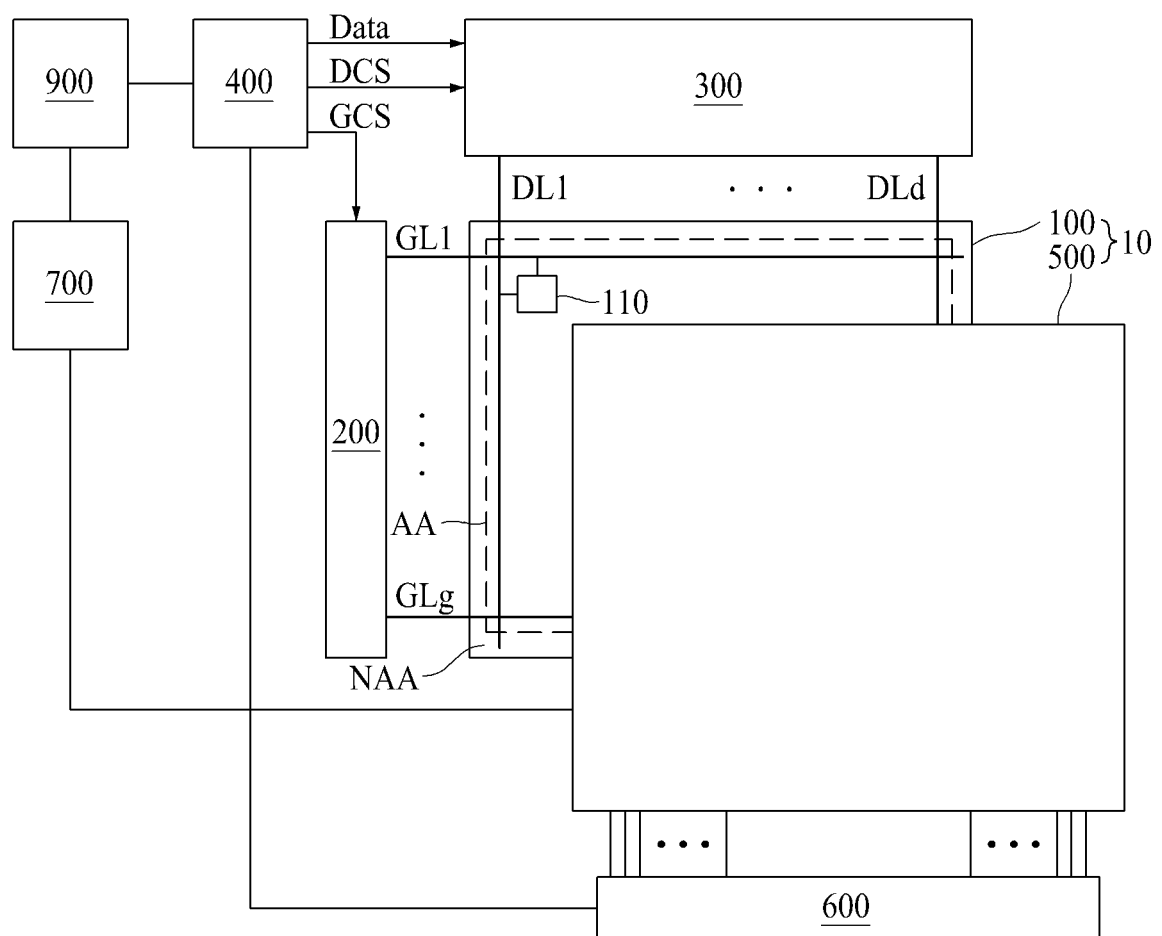 Data
900
400
DCS
300
GCS
DL1
. . .
DLd
GL1
100
500
10
700
110
200
AA
GLg
NAA
. . .
. . .
600